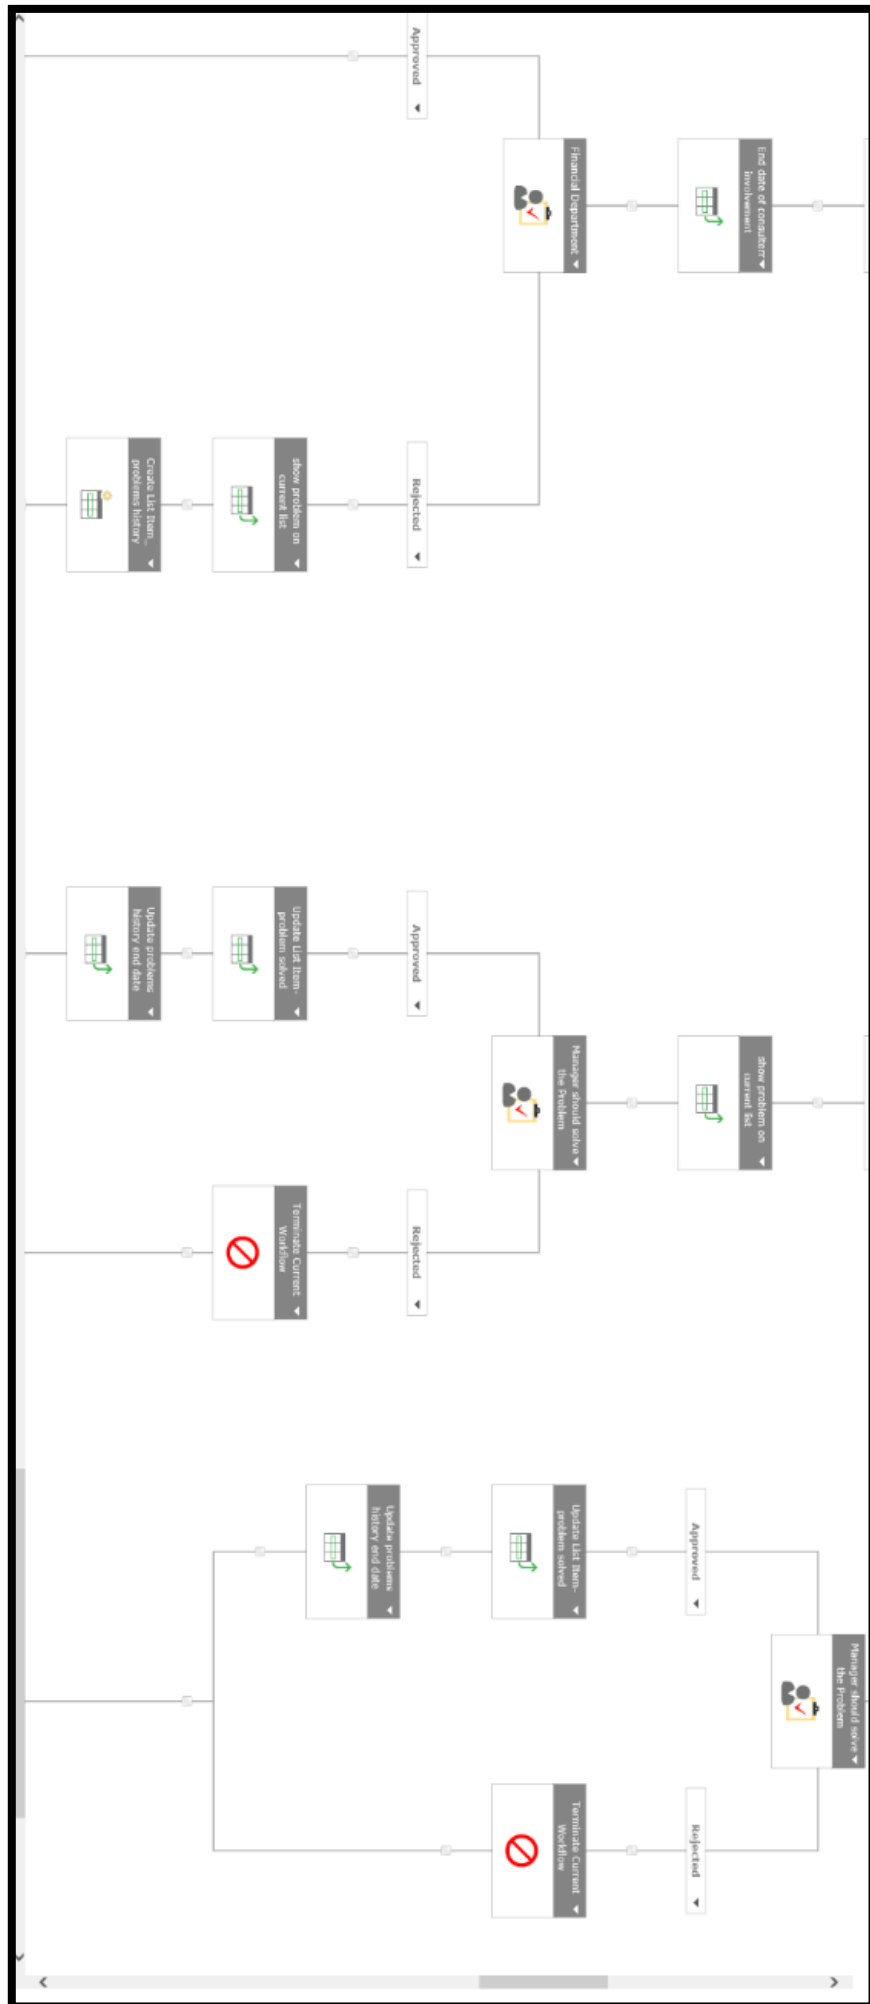 Manager should solve
the Problem
End date of
involvement
show problem on
current list
Approved
Rejected
Financial Department
Manager should solve
the Problem
Update List Item-
problem solved
Terminate Current
Workflow
Approved
Rejected
Approved
Rejected
Update problems
history end date
show problem on
current list
Update List Item-
problem solved
Terminate Current
Workflow
Create List Item_
problems history
Update problems
history end date